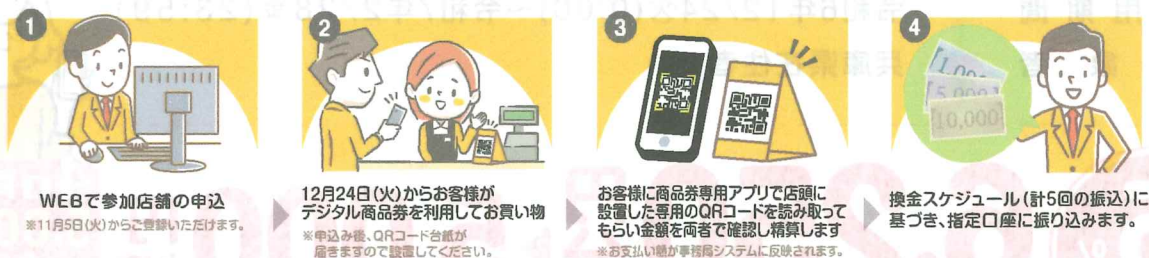 1
WEBで参加店舗の申込
※11月5日(火)からご登録いただけます。
2
12月24日(火)からお客様が
デジタル商品券を利用してお買い物
※申込み後、QRコード台紙が
届きますので設置してください。
3
お客様に商品券専用アプリで店頭に
設置した専用のQRコードを読み取って
もらい金額を両者で確認し精算します
※お支払い額が事務局システムに反映されます。
4
1,000
5,000
10,000
換金スケジュール(計5回の振込)に
基づき、指定口座に振り込みます。